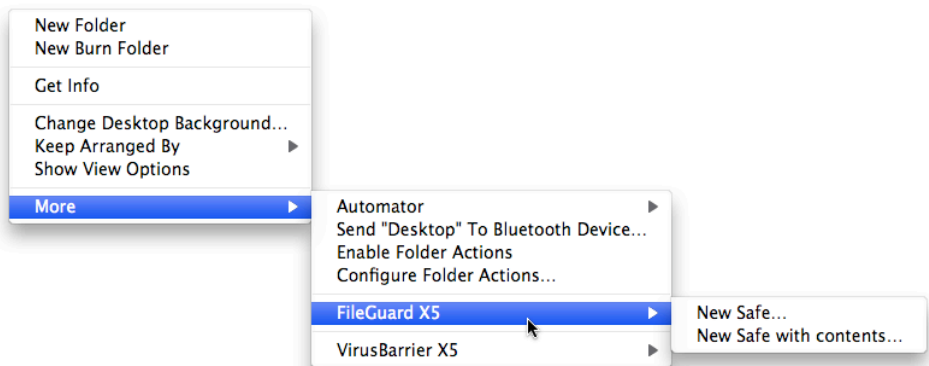 New Folder
New Burn Folder
Get Info
Change Desktop Background...
Keep Arranged By
Show View Options
More
Automator
Send "Desktop" To Bluetooth Device...
Enable Folder Actions
Configure Folder Actions...
FileGuard X5
VirusBarrier X5
New Safe...
New Safe with contents...